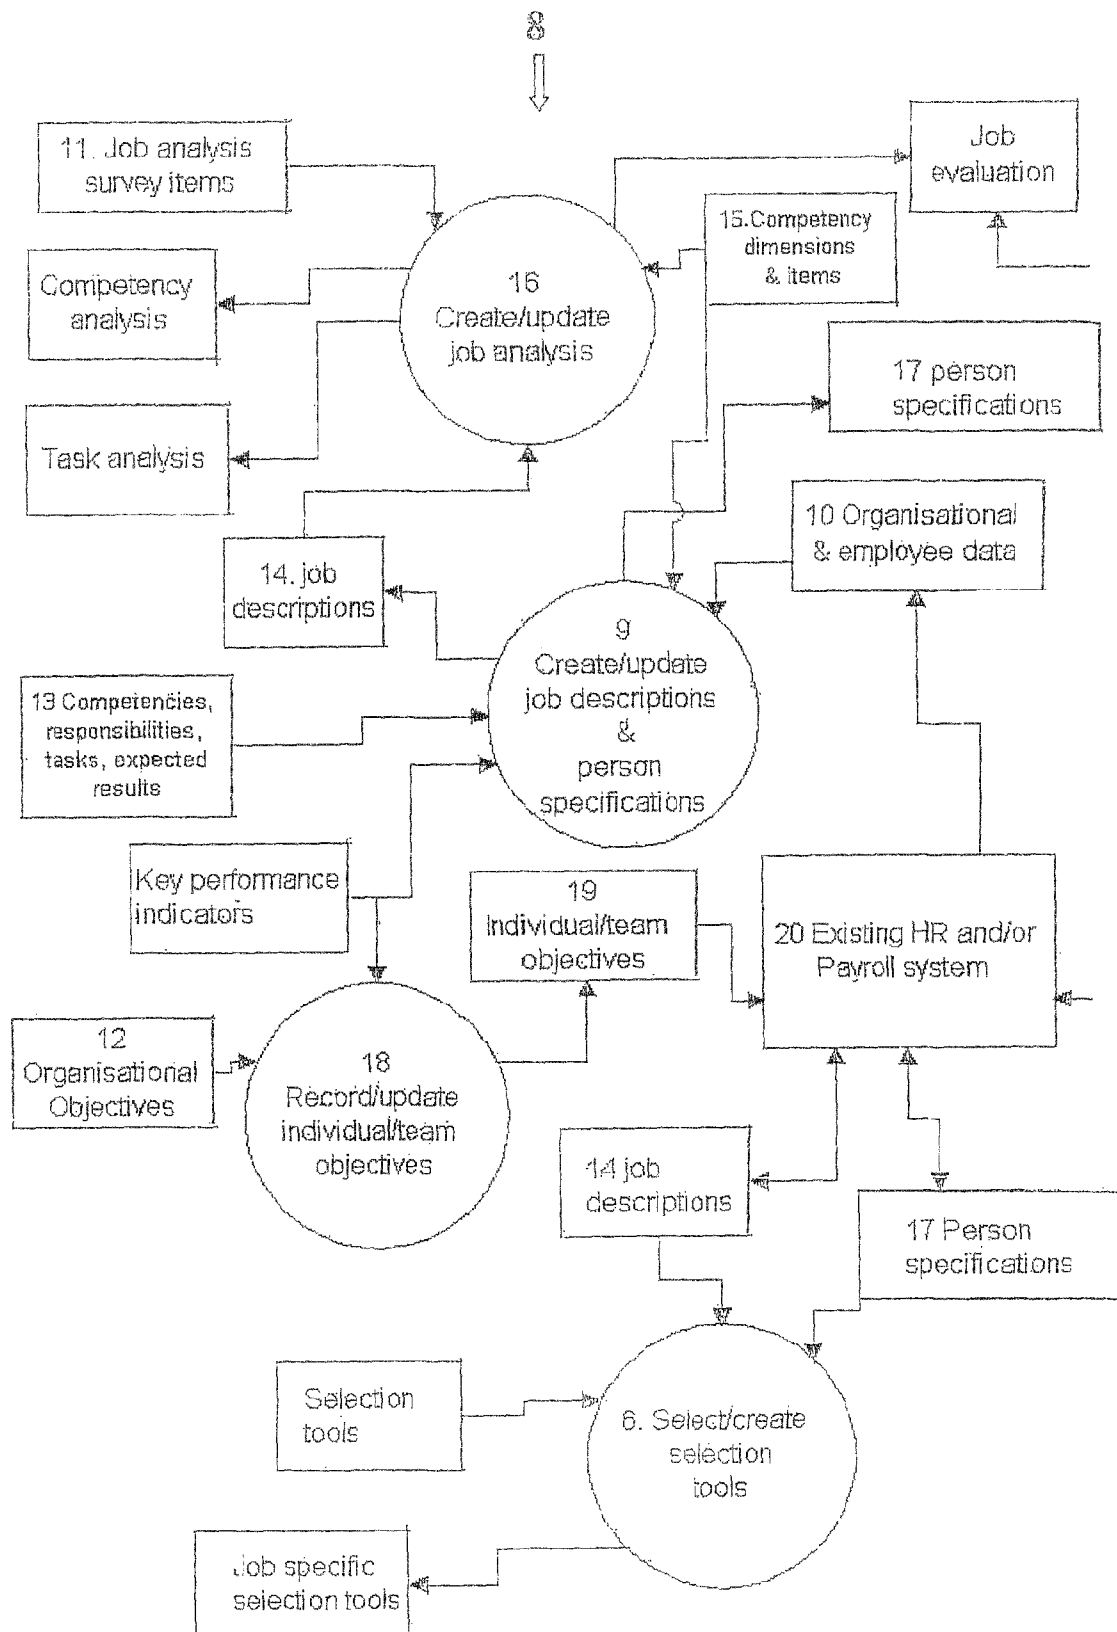 8
11. Job analysis
survey items
Job
evaluation
15.Competency
dimensions
& items
Competency
analysis
16
Create/update
job analysis
17 person
specifications
Task analysis
10 Organisational
& employee data
14. job
descriptions
9
Create/update
job descriptions
&
person
specifications
13 Competencies,
responsibilities,
tasks, expected
results
Key performance
indicators
19
Individual/team
objectives
20 Existing HR and/or
Payroll system
12
Organisational
Objectives
18
Record/update
individual/team
objectives
14 job
descriptions
17 Person
specifications
Selection
tools
6. Select/create
selection
tools
Job specific
selection tools